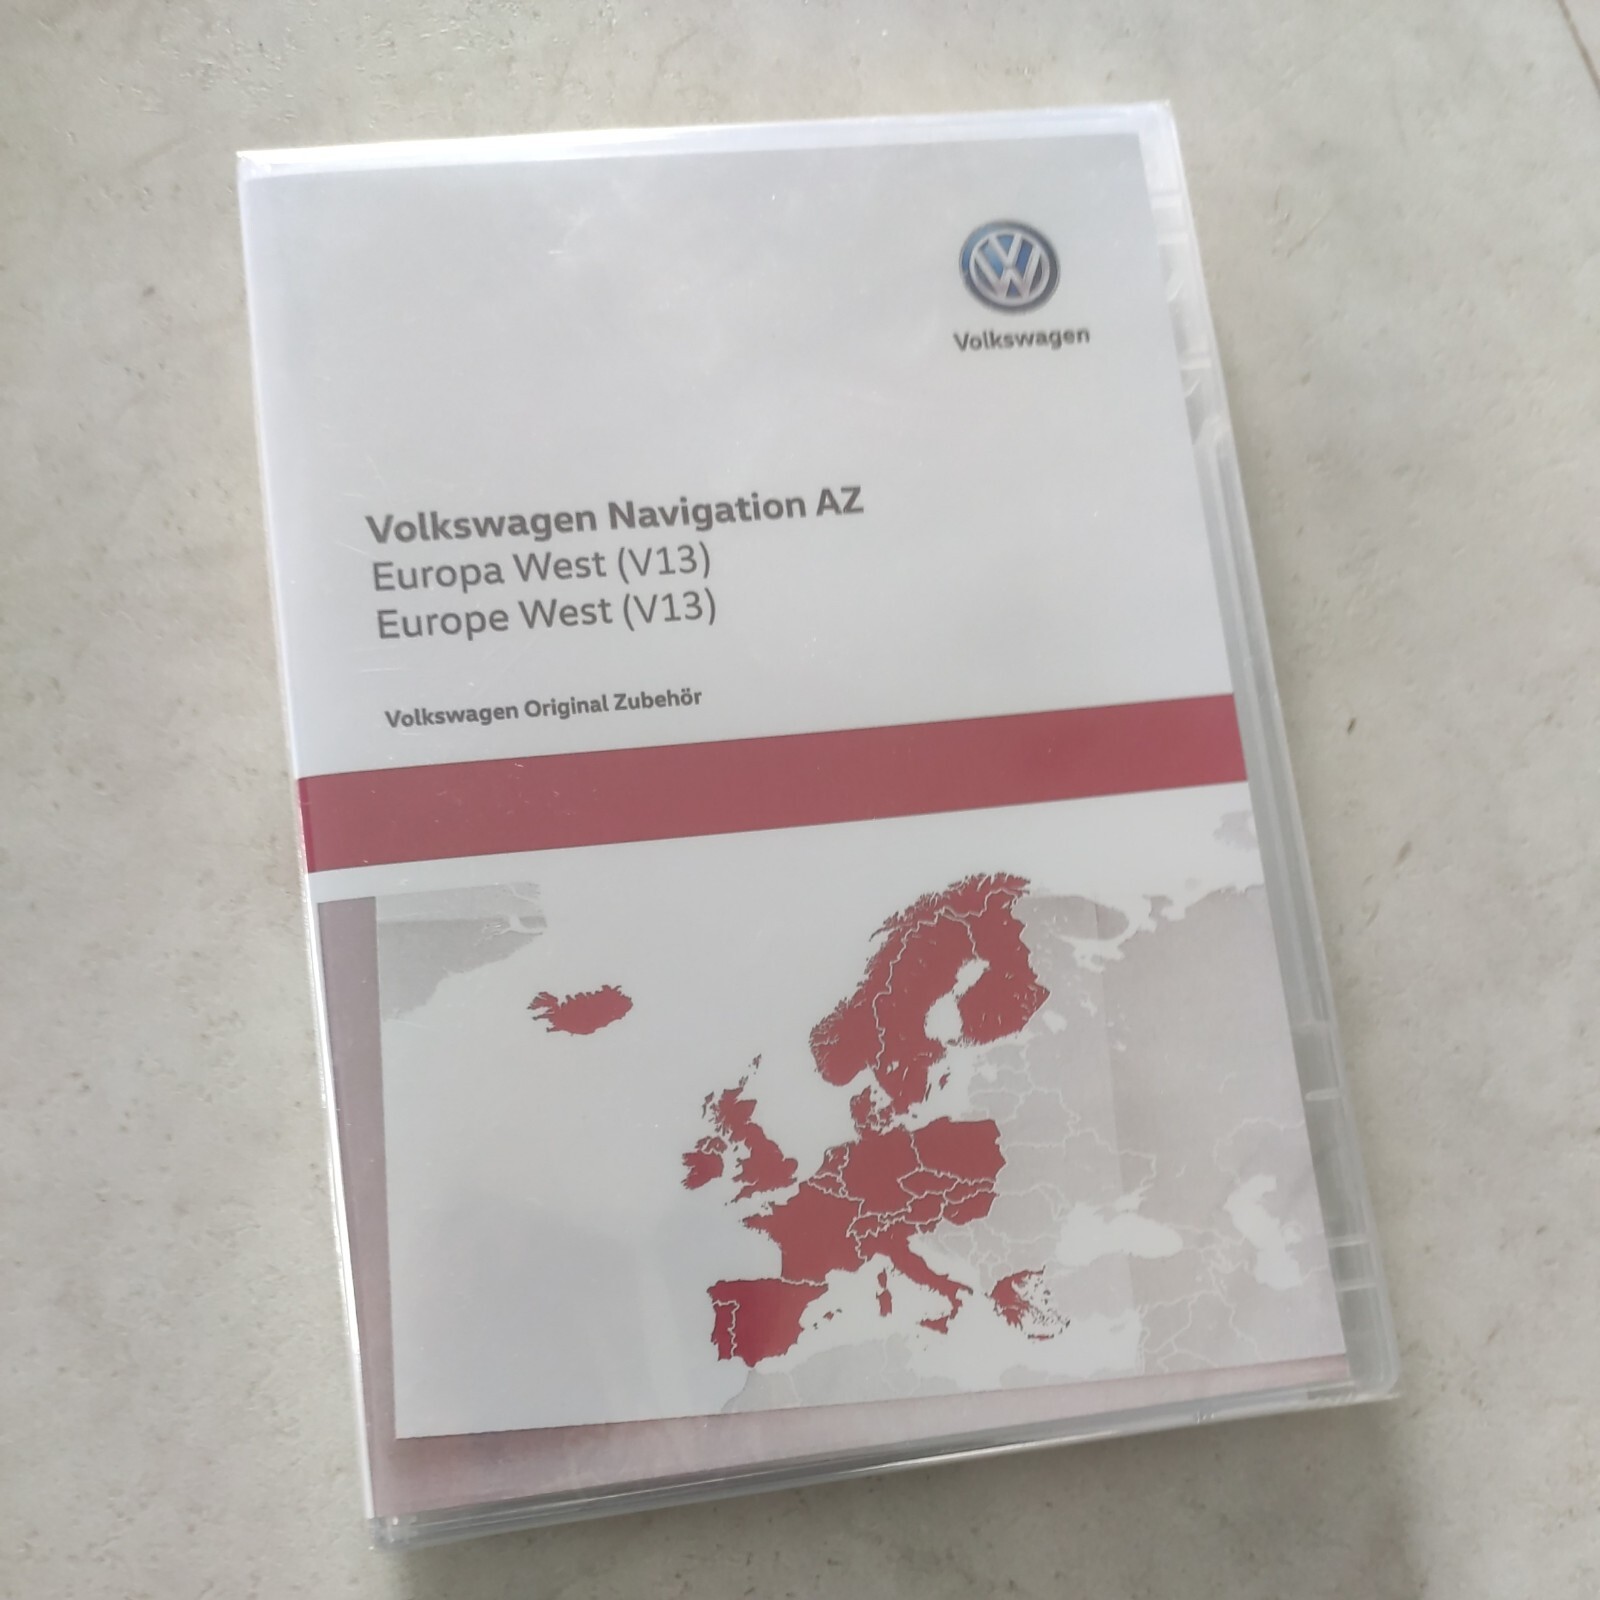 Volkswagen
Volkswagen Navigation AZ
Europa West (V13)
Europe West (V13)
Volkswagen Original Zubehör